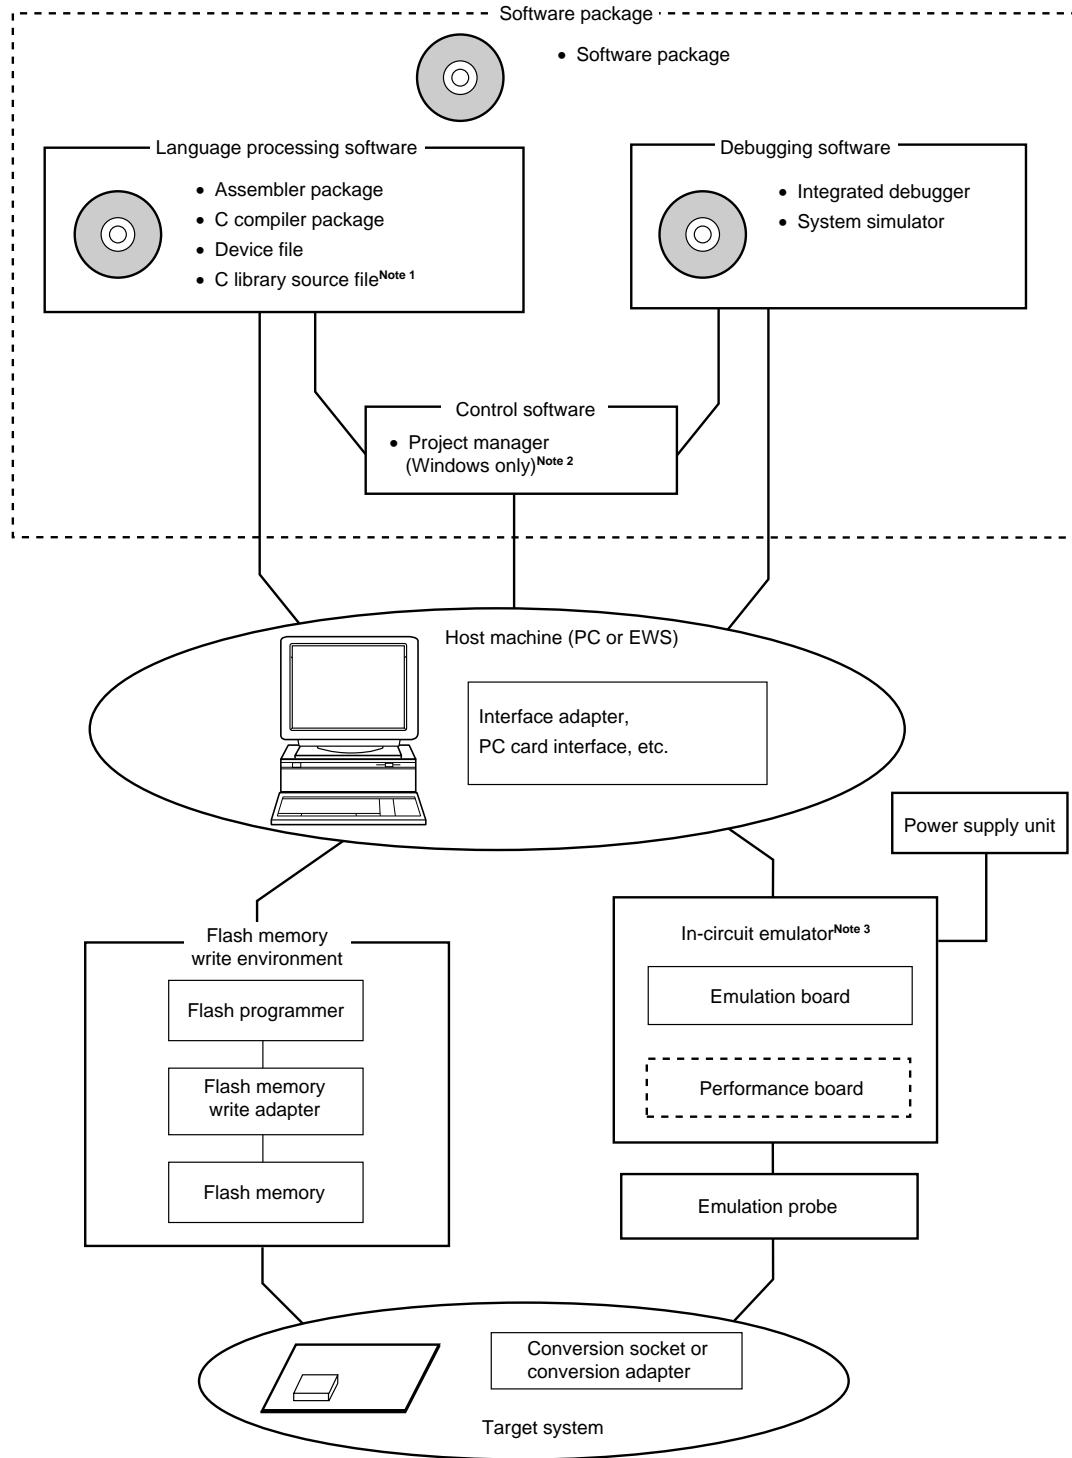 Software package
• Software package
Language processing software
• Assembler package
• C compiler package
• Device file
• C library source fileNote 1
Debugging software
• Integrated debugger
• System simulator
Control software
• Project manager
(Windows only)Note 2
Host machine (PC or EWS)
Interface adapter,
PC card interface, etc.
Power supply unit
Flash memory
write environment
Flash programmer
Flash memory
write adapter
Flash memory
In-circuit emulatorNote 3
Emulation board
Performance board
Emulation probe
Conversion socket or
conversion adapter
Target system